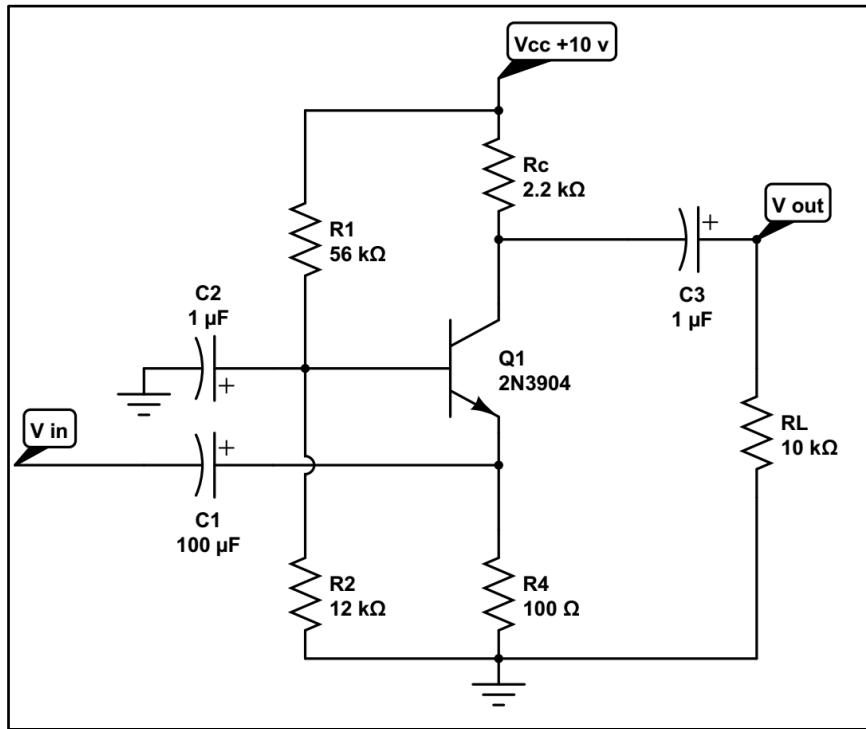 Vcc +10 v
Rc
2.2 kΩ
V out
R1
56 kΩ
+
C2
1 µF
C3
1 µF
Q1
2N3904
+
V in
+
RL
10 kΩ
C1
100 µF
R2
12 kΩ
R4
100 Ω